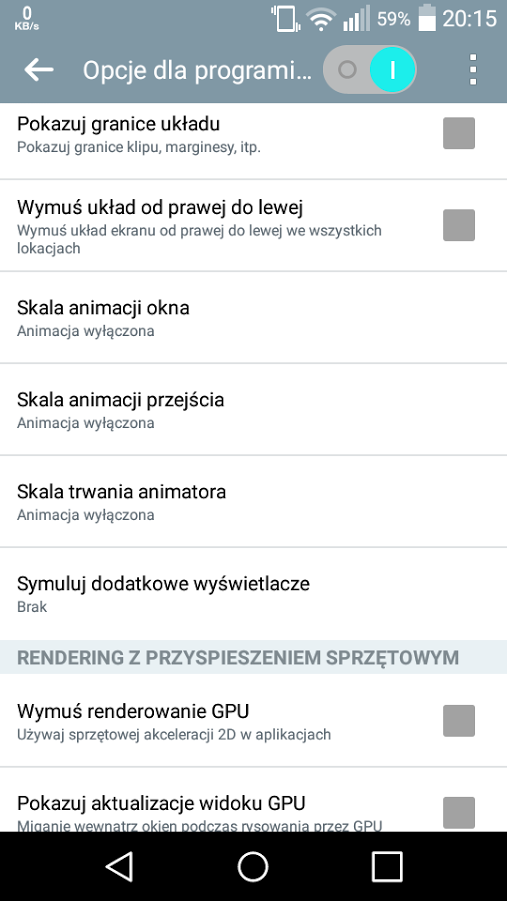 0
KB/s
59% 20:15
Opcje dla programi...
Pokazuj granice układu
Pokazuj granice klipu, marginesy, itp.
Wymuś układ od prawej do lewej
Wymuś układ ekranu od prawej do lewej we wszystkich
lokacjach
Skala animacji okna
Animacja wyłączona
Skala animacji przejścia
Animacja wyłączona
Skala trwania animatora
Animacja wyłączona
Symuluj dodatkowe wyświetlacze
Brak
RENDERING Z PRZYSPIESZENIEM SPRZĘTOWYM
Wymuś renderowanie GPU
Używaj sprzętowej akceleracji 2D w aplikacjach
Pokazuj aktualizacje widoku GPU
Miganie wewnątrz okien podczas rysowania przez GPU